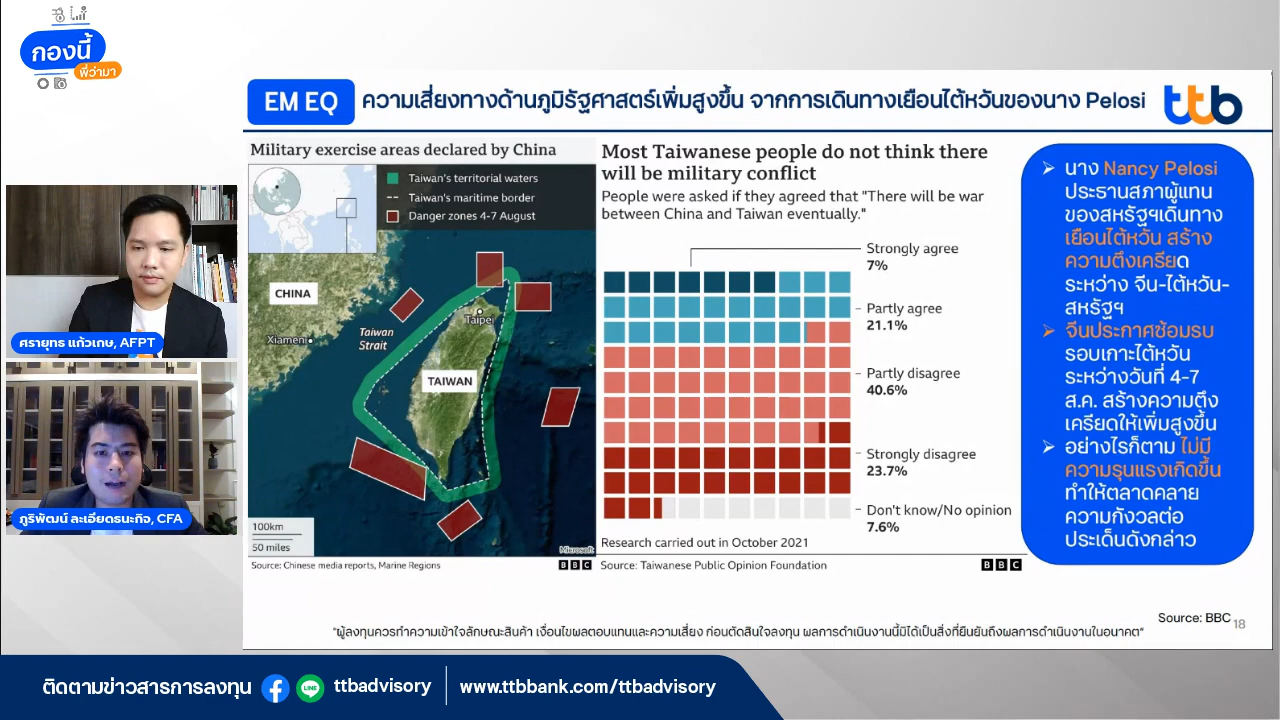 กองนี้
พี่ว่ามา
EM EQ
ความเสี่ยงทางด้านภูมิรัฐศาสตร์เพิ่มสูงขึ้น จากการเดินทางเยือนไต้หวันของนาง Pelosi
ttb
Military exercise areas declared by China
Taiwan's territorial waters
Taiwan's maritime border
Danger zones 4-7 August
CHINA
Taipei
Taiwan
Strait
Xiamen
TAIWAN
100km
50 miles
Microsoft
Source: Chinese media reports, Marine Regions
BBC
Most Taiwanese people do not think there
will be military conflict
People were asked if they agreed that "There will be war
between China and Taiwan eventually."
Strongly agree
7%
Partly agree
21.1%
Partly disagree
40.6%
Strongly disagree
23.7%
Don't know/No opinion
7.6%
Research carried out in October 2021
Source: Taiwanese Public Opinion Foundation
BBC
นาง Nancy Pelosi
ประธานสภาผู้แทน
ของสหรัฐฯเดินทาง
เยือนไต้หวัน สร้าง
ความตึงเครียด
ระหว่าง จีน-ไต้หวัน-
สหรัฐฯ
จีนประกาศซ้อมรบ
รอบเกาะไต้หวัน
ระหว่างวันที่ 4-7
ส.ค. สร้างความตึง
เครียดให้เพิ่มสูงขึ้น
อย่างไรก็ตาม ไม่มี
ความรุนแรงเกิดขึ้น
ทำให้ตลาดคลาย
ความกังวลต่อ
ประเด็นดังกล่าว
Source: BBC
18
"ผู้ลงทุนควรทำความเข้าใจลักษณะสินค้า เงื่อนไขผลตอบแทนและความเสี่ยง ก่อนตัดสินใจลงทุน ผลการดำเนินงานนี้มิได้เป็นสิ่งที่ยืนยันถึงผลการดำเนินงานในอนาคต"
ศรายุทธ แก้วเกษ, AFPT
ภูริพัฒน์ ละเอียดธนะกิจ, CFA
ติดตามข่าวสารการลงทุน
LINE
ttbadvisory
www.ttbbank.com/ttbadvisory